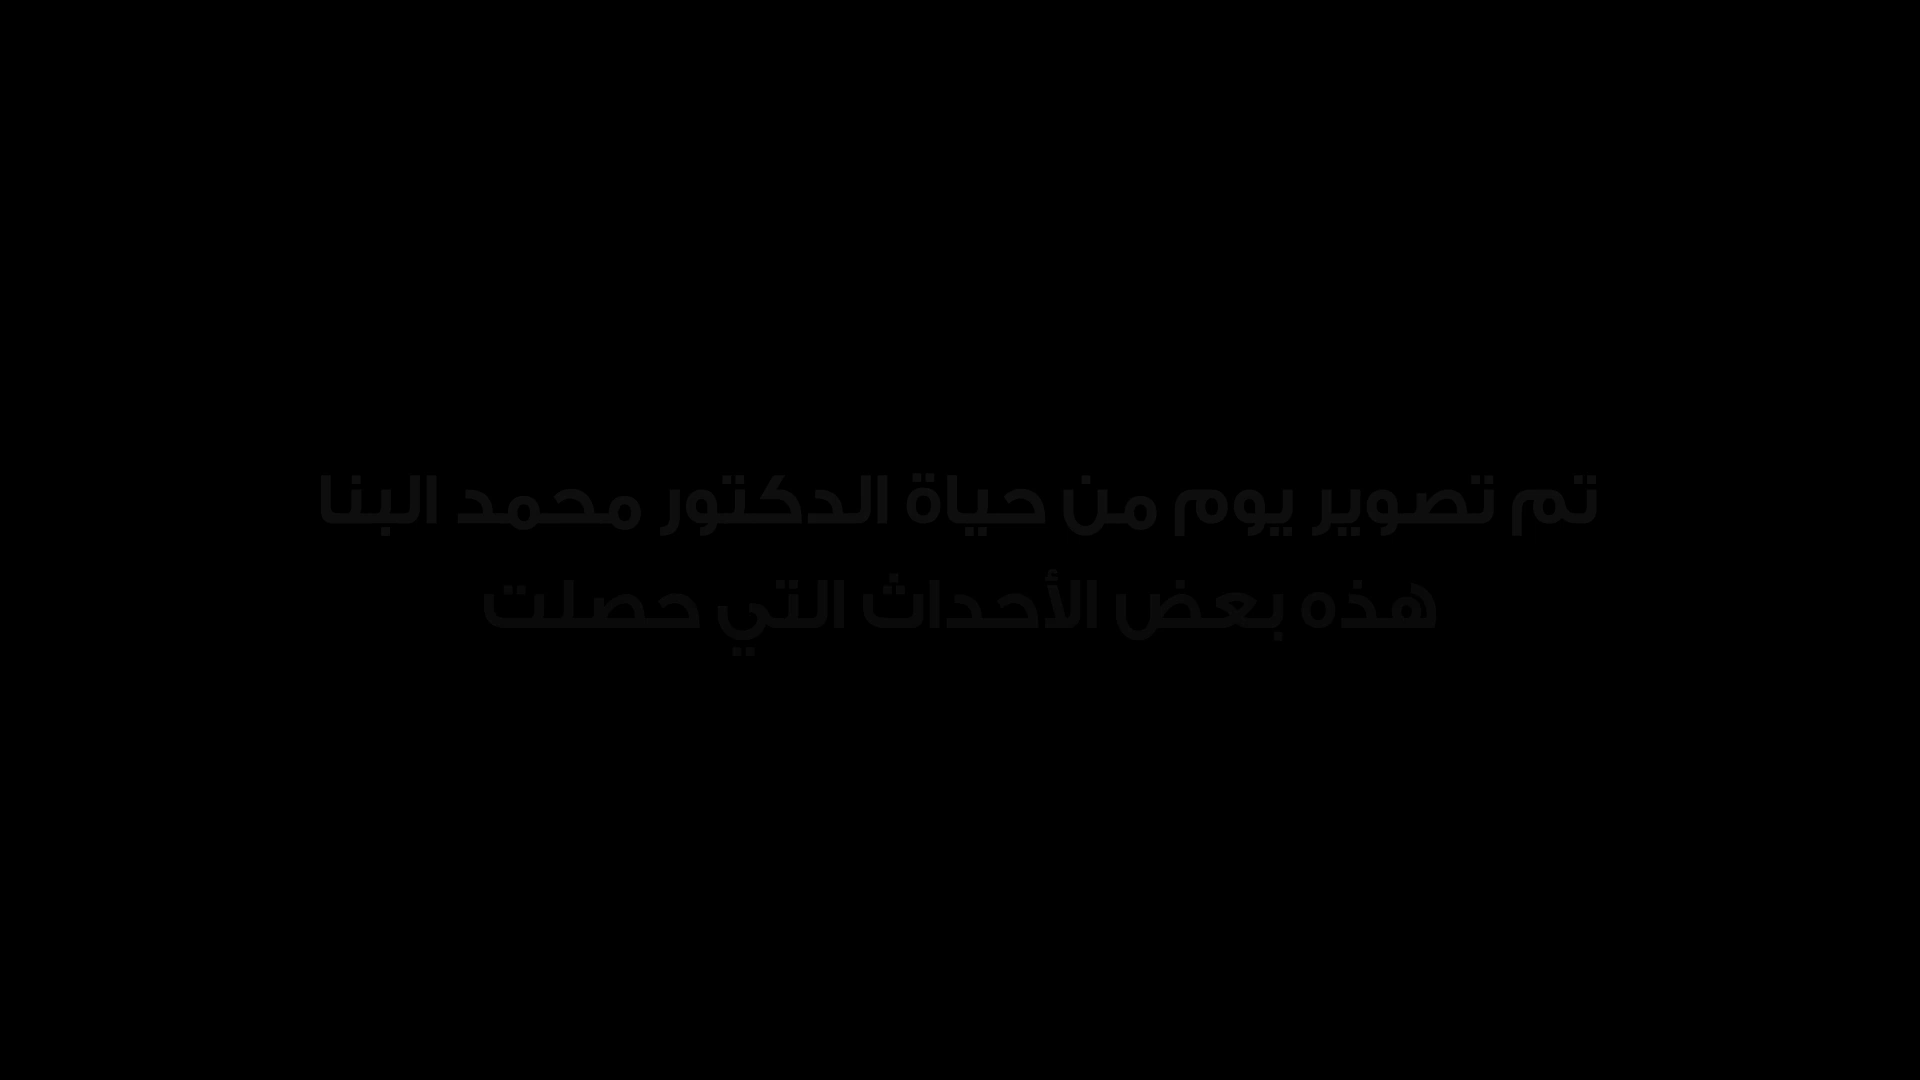 تم تصوير يوم من حياة الدكتور محمد البنا
هذه بعض الأحداث التي حصلت